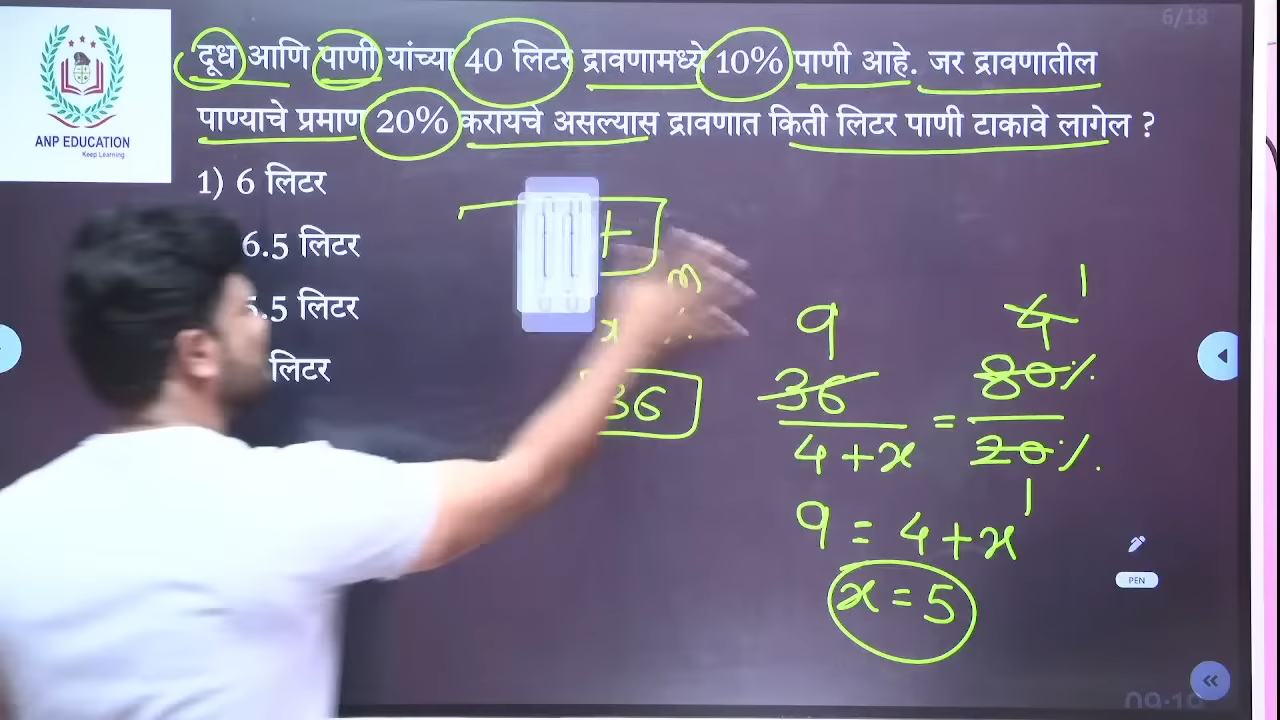 6/18
दूध आणि पाणी यांच्या 40 लिटर द्रावणामध्ये 10% पाणी आहे. जर द्रावणातील
पाण्याचे प्रमाण 20% करायचे असल्यास द्रावणात किती लिटर पाणी टाकावे लागेल ?
ANP EDUCATION
Keep Learning
1) 6 लिटर
6.5 लिटर
.5 लिटर
लिटर
36
9 4 1
36 / 4+x = 80% / 20%
1
9 = 4+x
x = 5
PEN